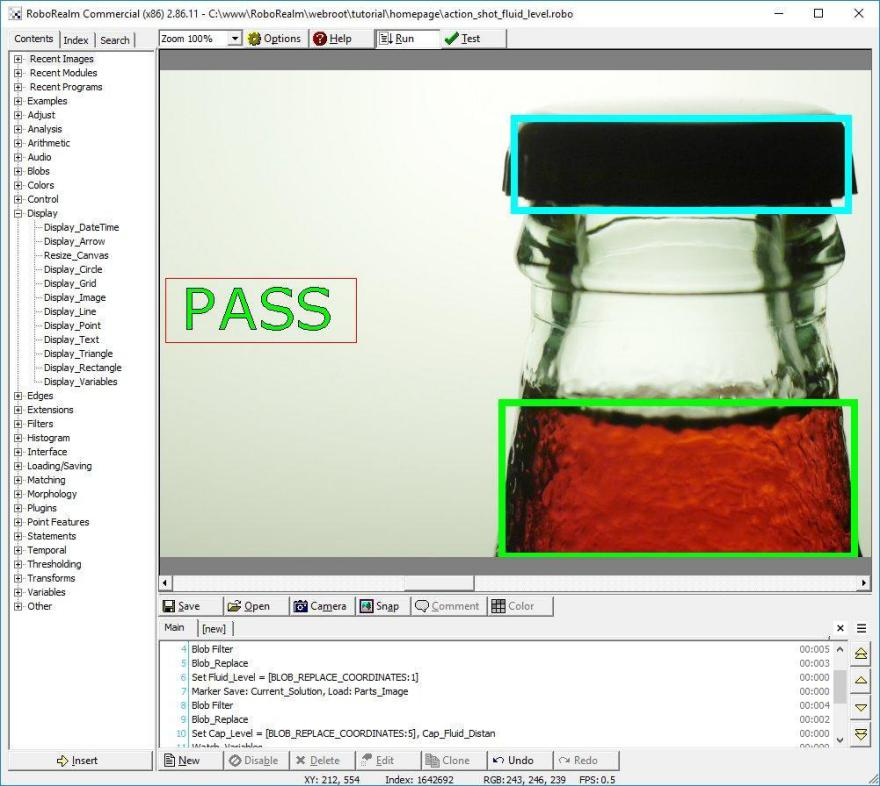 RoboRealm Commercial (x86) 2.86.11 - C:\www\RoboRealm\webroot\tutorial\homepage\action_shot_fluid_level.robo
Contents Index Search
Zoom 100% Options Help Run Test
Recent Images
Recent Modules
Recent Programs
Examples
Adjust
Analysis
Arithmetic
Audio
Blobs
Colors
Control
Display
Display_DateTime
Display_Arrow
Resize_Canvas
Display_Circle
Display_Grid
Display_Image
Display_Line
Display_Point
Display_Text
Display_Triangle
Display_Rectangle
Display_Variables
Edges
Extensions
Filters
Histogram
Interface
Loading/Saving
Matching
Morphology
Plugins
Point Features
Statements
Temporal
Thresholding
Transforms
Variables
Other
Insert
PASS
Save Open Camera Snap Comment Color
Main [new]
4 Blob Filter 00:005
5 Blob_Replace 00:003
6 Set Fluid_Level = [BLOB_REPLACE_COORDINATES:1] 00:000
7 Marker Save: Current_Solution, Load: Parts_Image 00:000
8 Blob Filter 00:004
9 Blob_Replace 00:002
10 Set Cap_Level = [BLOB_REPLACE_COORDINATES:5], Cap_Fluid_Distan 00:000
11 Watch_Variables 00:000
New Disable Delete Edit Clone Undo Redo
XY: 212, 554 Index: 1642692 RGB:243, 246, 239 FPS:0.5